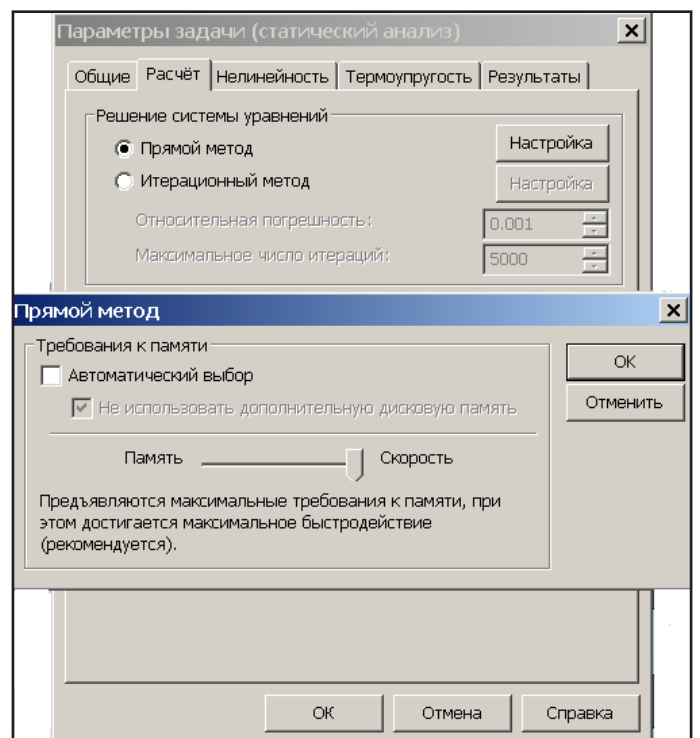 Параметры задачи (статический анализ)
Общие Расчёт Нелинейность Термоупругость Результаты
Решение системы уравнений
Прямой метод Настройка
Итерационный метод Настройка
Относительная погрешность: 0.001
Максимальное число итераций: 5000
Прямой метод
Требования к памяти
ОК
Автоматический выбор
Отменить
Не использовать дополнительную дисковую память
Память Скорость
Предъявляются максимальные требования к памяти, при
этом достигается максимальное быстродействие
(рекомендуется).
ОК Отмена Справка